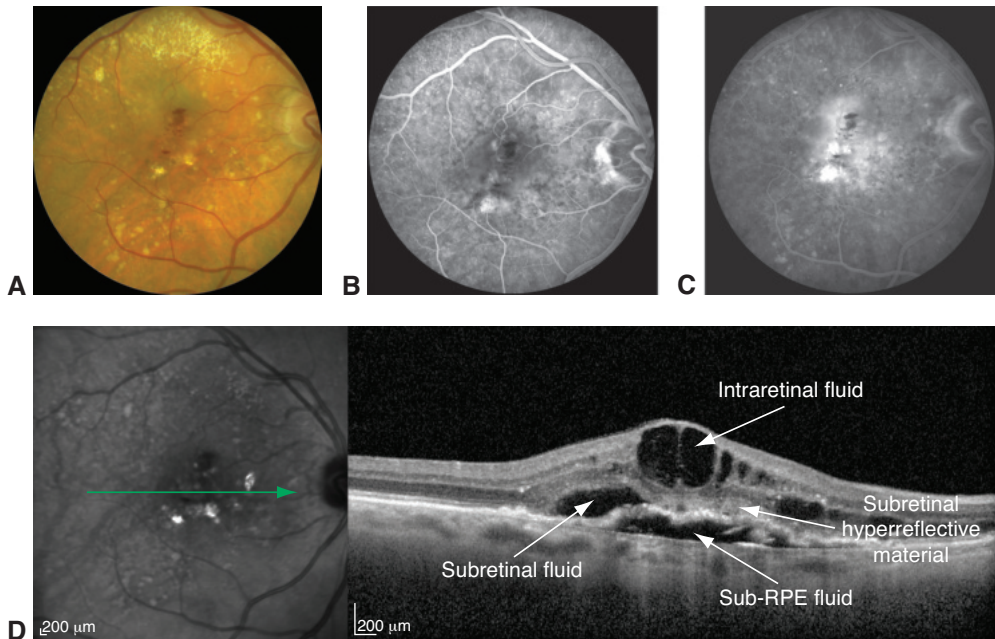 A
B
C
Intraretinal fluid
Subretinal
hyperreflective
material
Subretinal fluid
Sub-RPE fluid
D
200 µm
200 µm